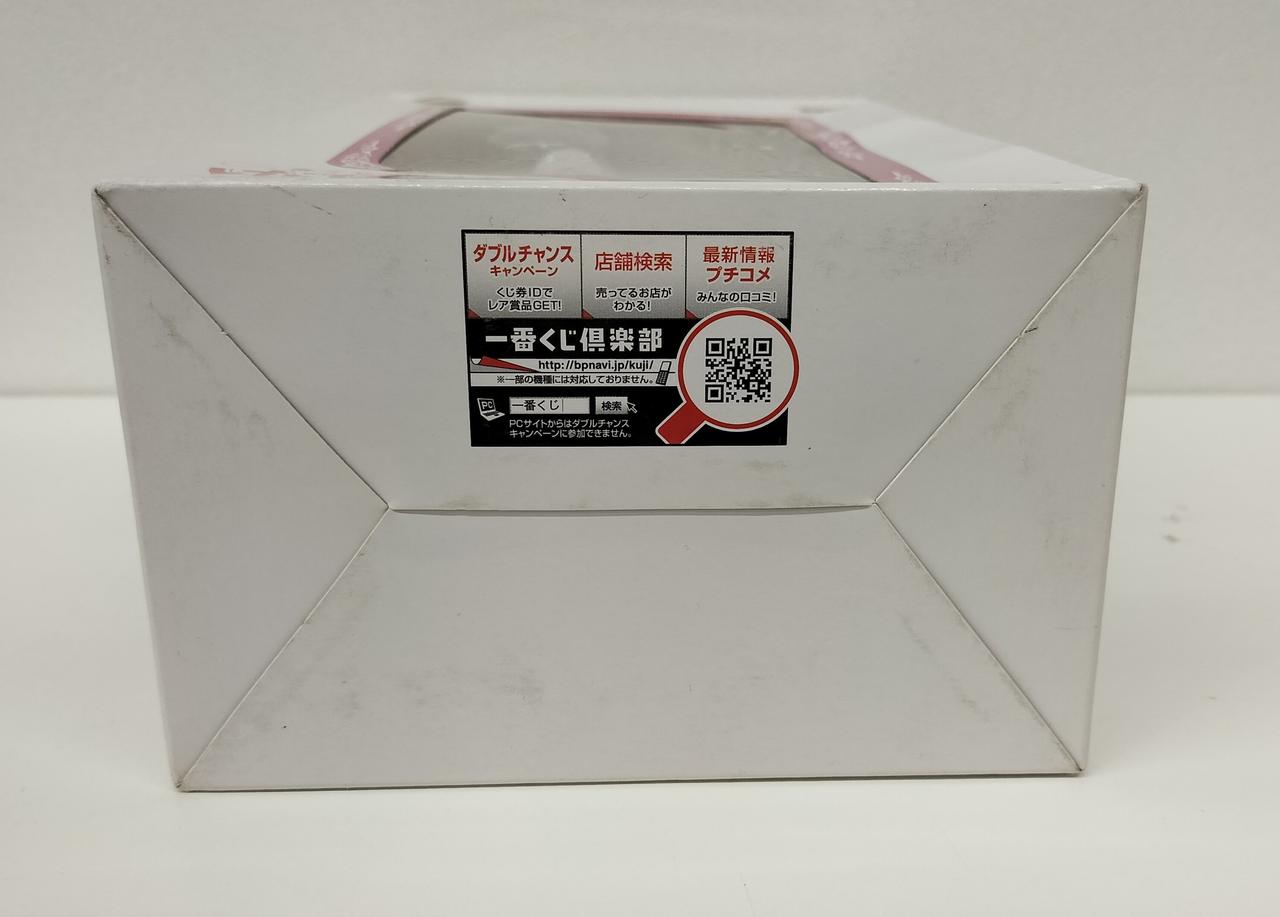 ダブルチャンス
キャンペーン
くじ券IDで
レア賞品GET!
店舗検索
売ってるお店が
わかる!
最新情報
プチコメ
みんなの口コミ!
一番くじ倶楽部
http://bpnavi.jp/kuji/
※一部の機種には対応しておりません。
PC
一番くじ
検索
PCサイトからはダブルチャンス
キャンペーンに参加できません。